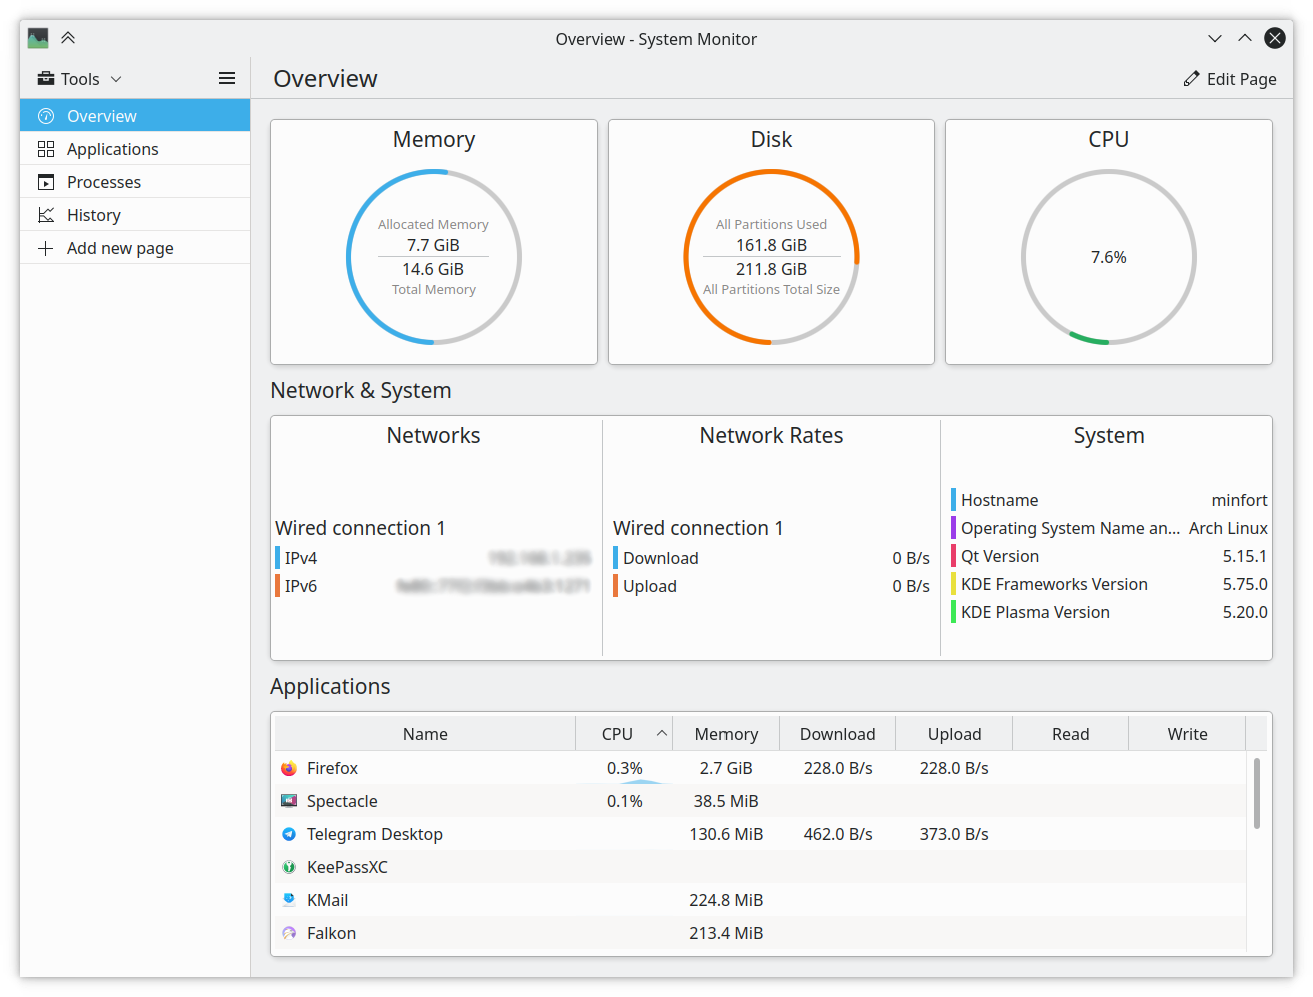 Overview - System Monitor
Tools
Overview
Edit Page
Overview
Applications
Processes
History
Add new page
Memory
Allocated Memory
7.7 GiB
14.6 GiB
Total Memory
Disk
All Partitions Used
161.8 GiB
211.8 GiB
All Partitions Total Size
CPU
7.6%
Network & System
Networks
Wired connection 1
IPv4
IPv6
Network Rates
Wired connection 1
Download 0 B/s
Upload 0 B/s
System
Hostname minfort
Operating System Name an... Arch Linux
Qt Version 5.15.1
KDE Frameworks Version 5.75.0
KDE Plasma Version 5.20.0
Applications
Name CPU Memory Download Upload Read Write
Firefox 0.3% 2.7 GiB 228.0 B/s 228.0 B/s
Spectacle 0.1% 38.5 MiB
Telegram Desktop 130.6 MiB 462.0 B/s 373.0 B/s
KeePassXC
KMail 224.8 MiB
Falkon 213.4 MiB